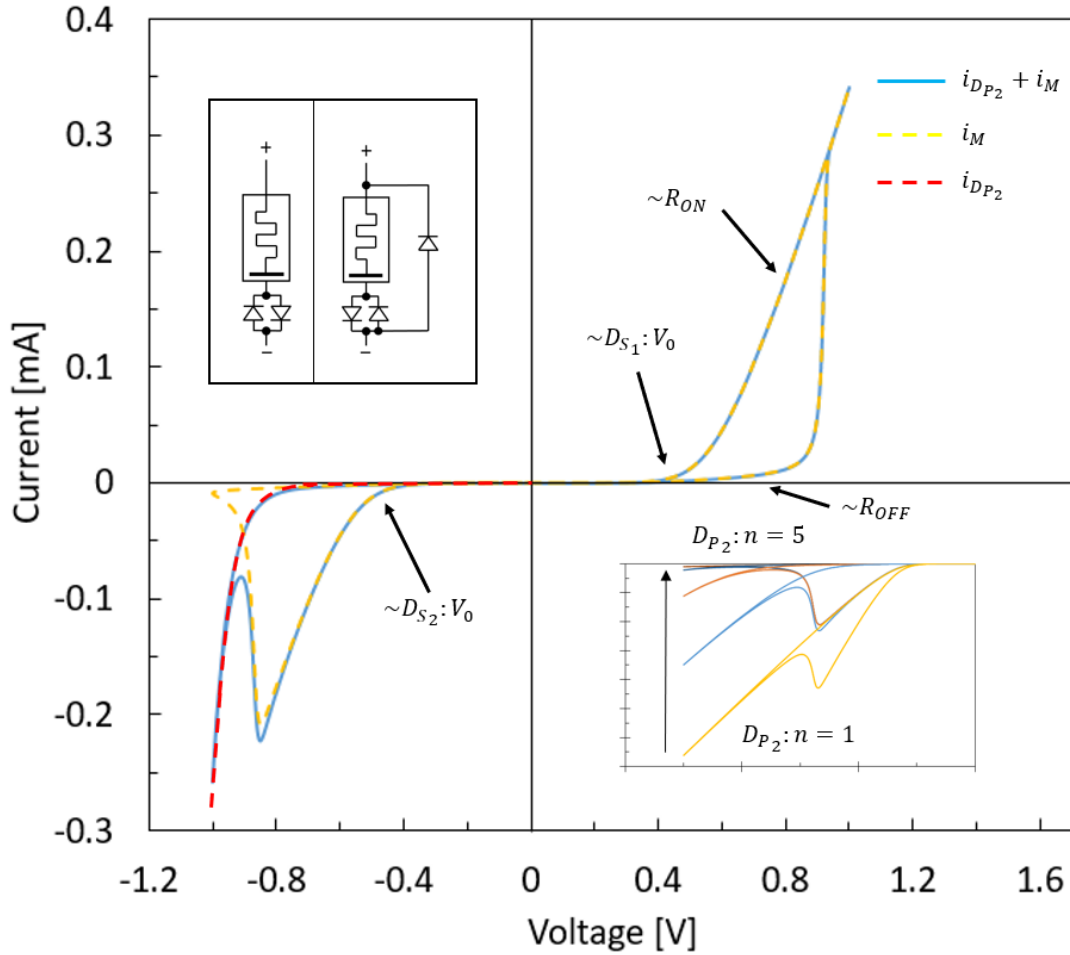 0.4
0.3
0.2
0.1
0
-0.1
-0.2
-0.3
Current [mA]
-1.2
-0.8
-0.4
0
0.4
0.8
1.2
1.6
Voltage [V]
+
−
+
−
$i_{D_{P_2}} + i_M$
$i_M$
$i_{D_{P_2}}$
~$R_{ON}$
~$D_{S_1}: V_0$
~$R_{OFF}$
~$D_{S_2}: V_0$
$D_{P_2}: n = 5$
$D_{P_2}: n = 1$